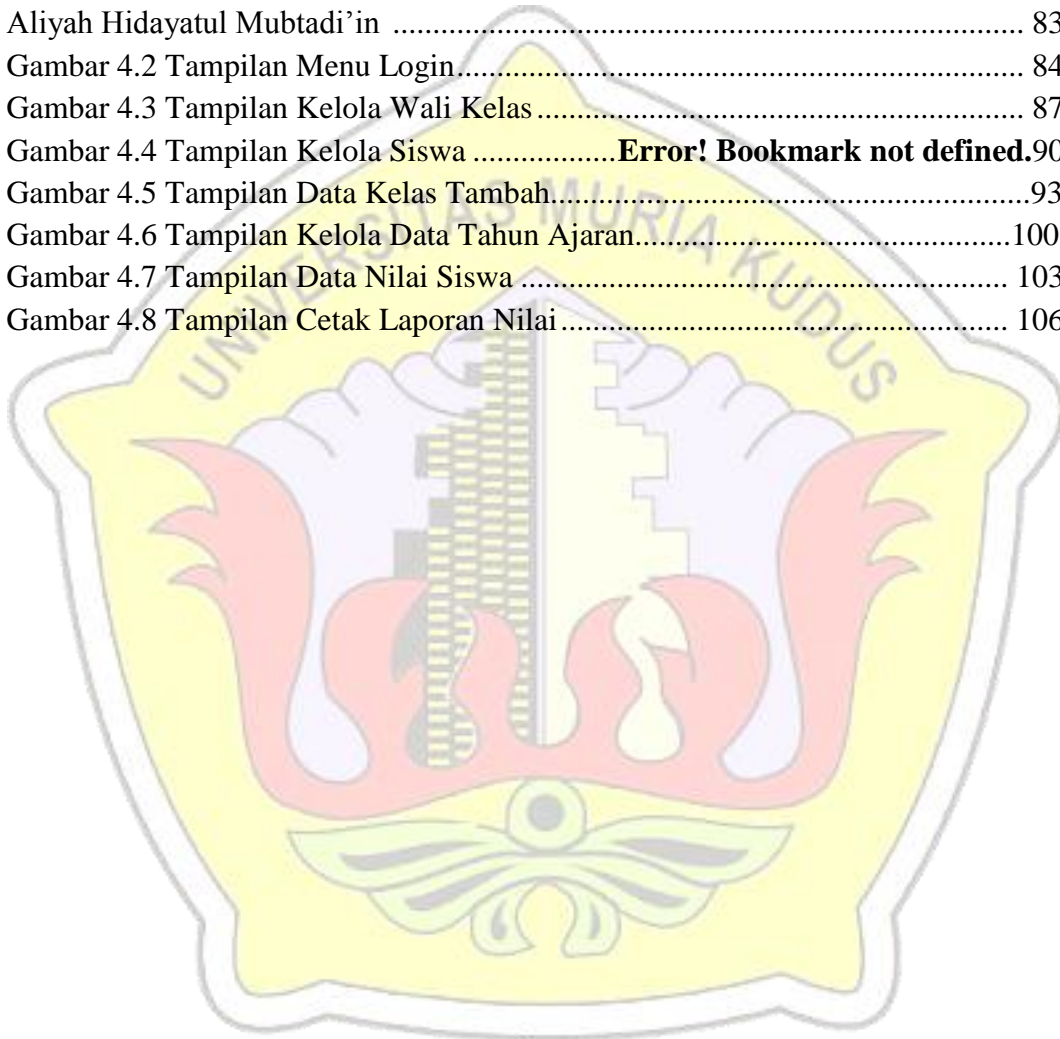 Aliyah Hidayatul Mubtadi’in ............................................................................... 83
Gambar 4.2 Tampilan Menu Login....................................................................... 84
Gambar 4.3 Tampilan Kelola Wali Kelas ............................................................. 87
Gambar 4.4 Tampilan Kelola Siswa ..................Error! Bookmark not defined.90
Gambar 4.5 Tampilan Data Kelas Tambah...............................................................93
Gambar 4.6 Tampilan Kelola Data Tahun Ajaran...............................................100
Gambar 4.7 Tampilan Data Nilai Siswa ............................................................. 103
Gambar 4.8 Tampilan Cetak Laporan Nilai ........................................................ 106
UNIVERSITAS MURIA KUDUS